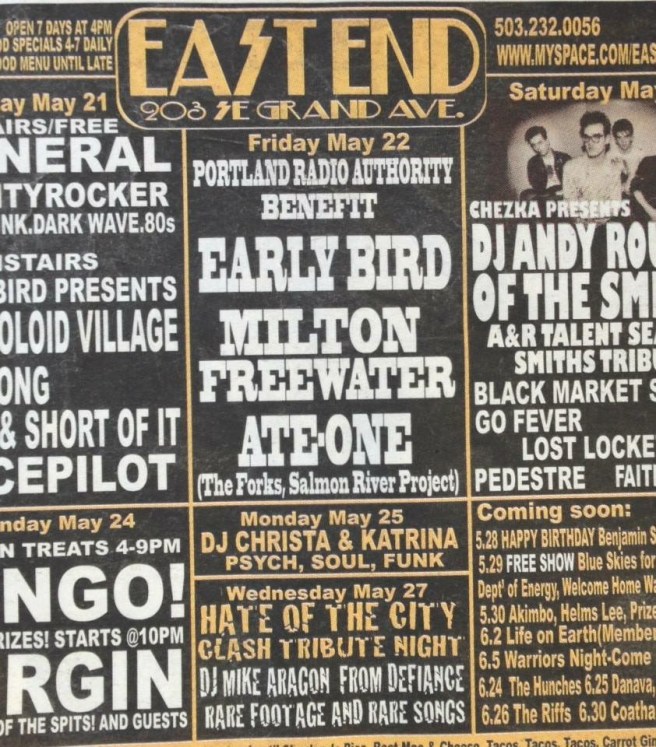 OPEN 7 DAYS AT 4PM
SPECIALS 4-7 DAILY
MENU UNTIL LATE
EAST END
203 SE GRAND AVE.
503.232.0056
WWW.MYSPACE.COM/EAS
May 21
/FREE
NERAL
ITYROCKER
NK.DARK WAVE.80s
STAIRS
BIRD PRESENTS
OLOID VILLAGE
ONG
& SHORT OF IT
CEPILOT
Friday May 22
PORTLAND RADIO AUTHORITY
BENEFIT
EARLY BIRD
MILTON
FREEWATER
ATE-ONE
(The Forks, Salmon River Project)
Saturday Ma
CHEZKA PRESENTS
DJ ANDY ROU
OF THE SMI
A&R TALENT SEA
SMITHS TRIBU
BLACK MARKET S
GO FEVER
LOST LOCKE
PEDESTRE FAIT
nday May 24
N TREATS 4-9PM
NGO!
RIZES! STARTS @10PM
RGIN
OF THE SPITS! AND GUESTS
Monday May 25
DJ CHRISTA & KATRINA
PSYCH, SOUL, FUNK
Wednesday May 27
HATE OF THE CITY
CLASH TRIBUTE NIGHT
DJ MIKE ARAGON FROM DEFIANCE
RARE FOOTAGE AND RARE SONGS
Coming soon:
5.28 HAPPY BIRTHDAY Benjamin S
5.29 FREE SHOW Blue Skies for
Dept' of Energy, Welcome Home Wa
5.30 Akimbo, Helms Lee, Prize
6.2 Life on Earth(Member
6.5 Warriors Night-Come
6.24 The Hunches 6.25 Danava,
6.26 The Riffs 6.30 Coatha
Mac & Cheese, Tacos, Tacos, Tacos, Carrot Gin